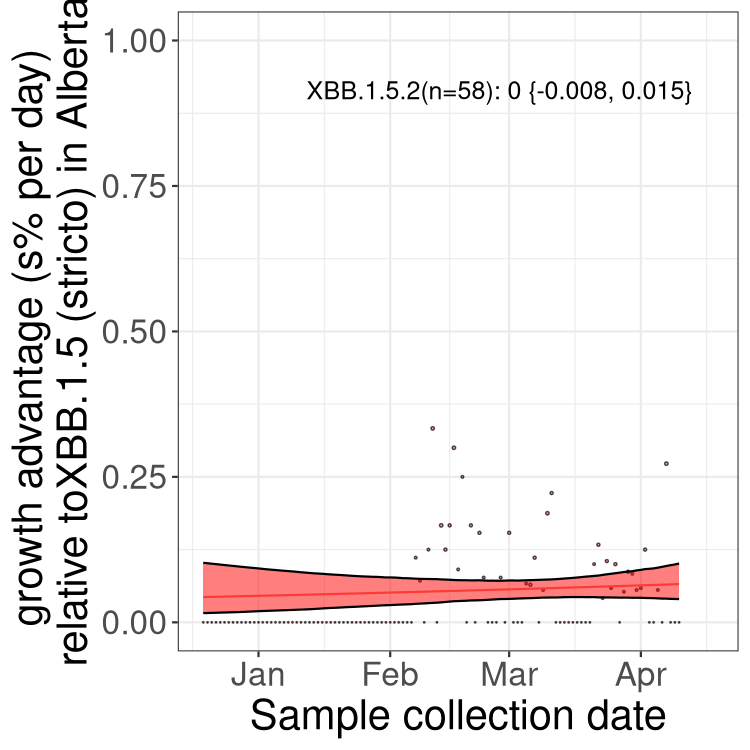 growth advantage (s% per day)
relative toXBB.1.5 (stricto) in Alberta
1.00
0.75
0.50
0.25
0.00
XBB.1.5.2(n=58): 0 {-0.008, 0.015}
Jan Feb Mar Apr
Sample collection date